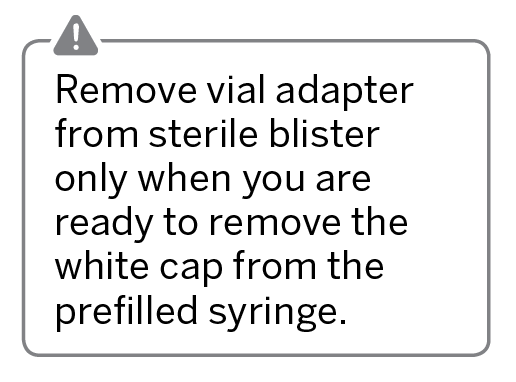 Remove vial adapter
from sterile blister
only when you are
ready to remove the
white cap from the
prefilled syringe.